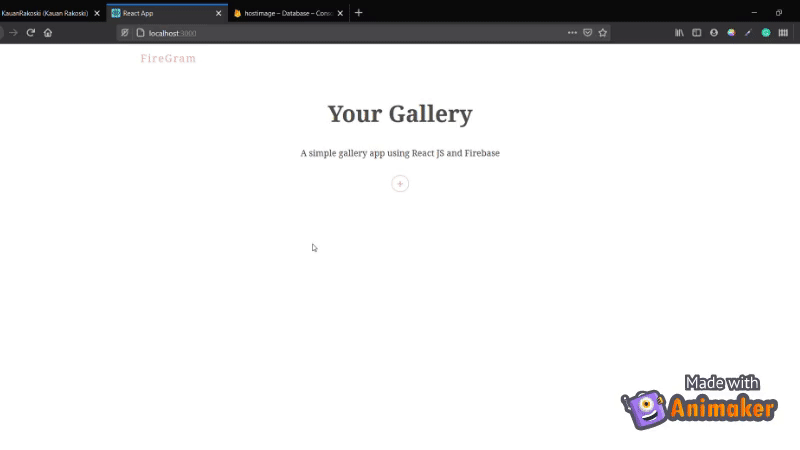 KauanRakoski (Kauan Rakoski)
React App
hostimage – Database – Cons
localhost:3000
FireGram
Your Gallery
A simple gallery app using React JS and Firebase
+
Made with
Animaker